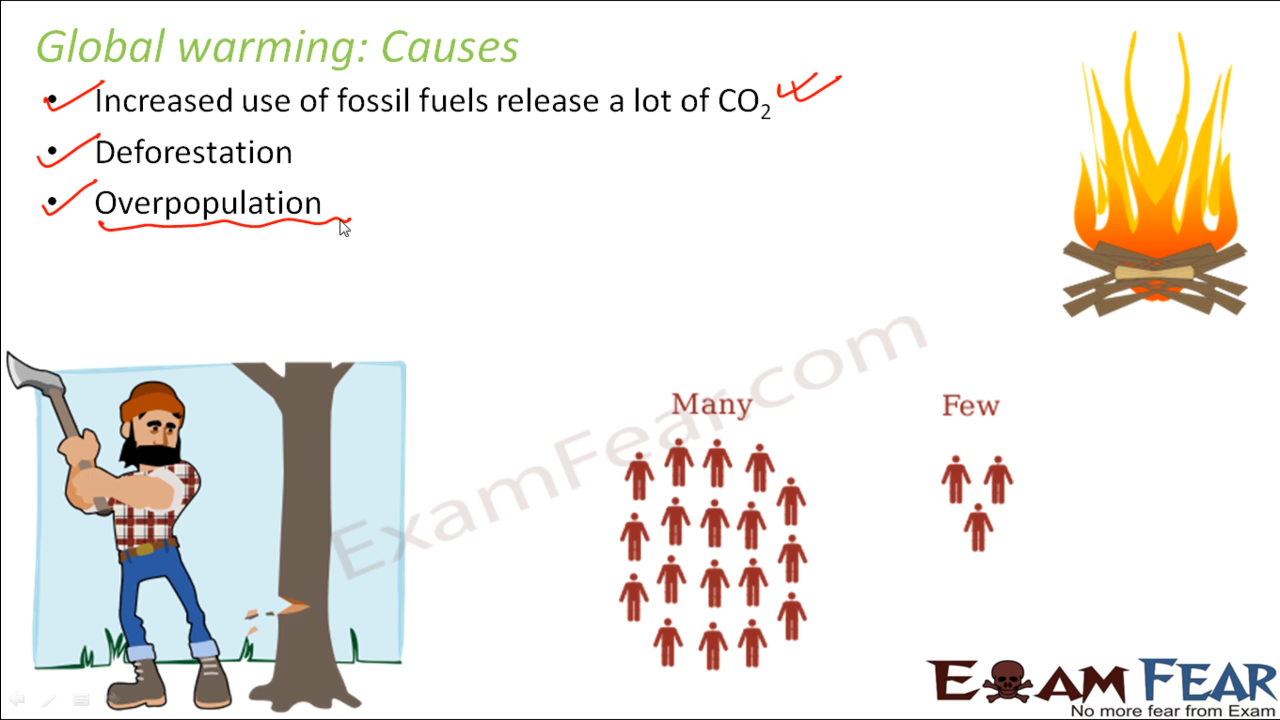 Global warming: Causes
• Increased use of fossil fuels release a lot of CO₂
• Deforestation
• Overpopulation
Many
Few
ExamFear.com
EXAM FEAR
No more fear from Exam